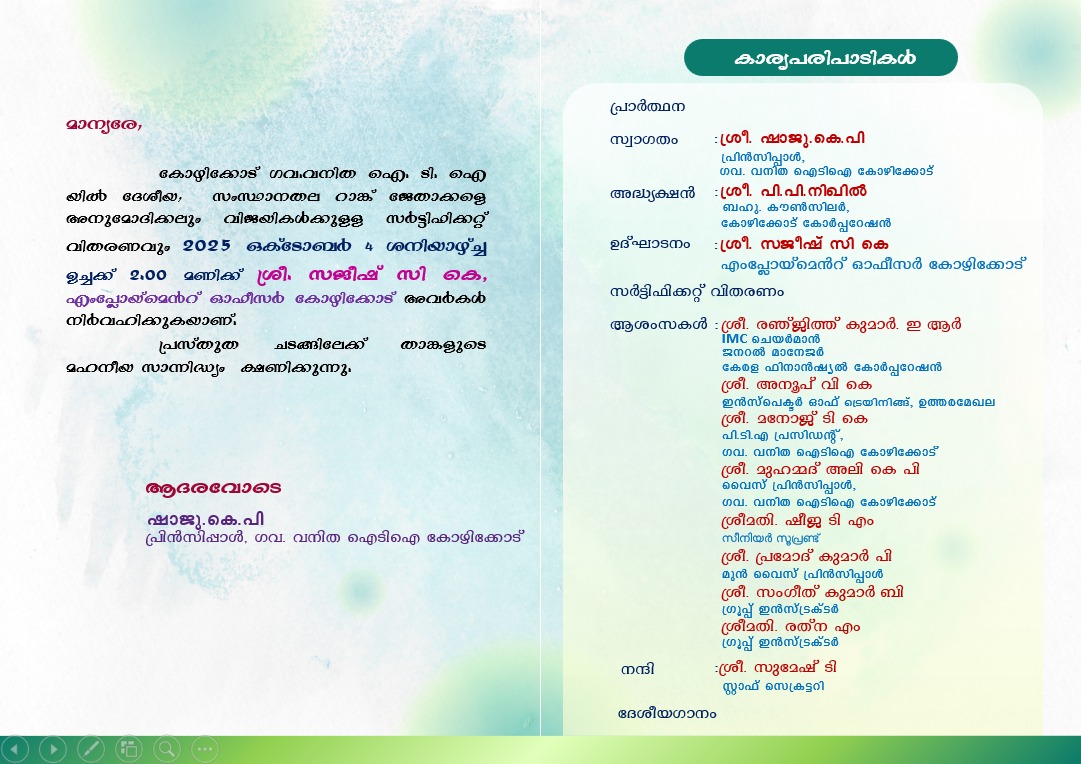 മാന്യരേ,
കോഴിക്കോട് ഗവ.വനിത ഐ. ടി. ഐ
യിൽ ദേശീയ, സംസ്ഥാനതല റാങ്ക് ജേതാക്കളെ
അനുമോദിക്കലും വിജയികൾക്കുളള സർട്ടിഫിക്കറ്റ്
വിതരണവും 2025 ഒക്ടോബർ 4 ശനിയാഴ്ച്ച
ഉച്ചക്ക് 2.00 മണിക്ക് ശ്രീ. സജീഷ് സി കെ,
എംപ്ലോയ്മെൻറ് ഓഫീസർ കോഴിക്കോട് അവർകൾ
നിർവഹിക്കുകയാണ്.
പ്രസ്തുത ചടങ്ങിലേക്ക് താങ്കളുടെ
മഹനീയ സാന്നിദ്ധ്യം ക്ഷണിക്കുന്നു.
ആദരവോടെ
ഷാജു.കെ.പി
പ്രിൻസിപ്പാൾ, ഗവ. വനിത ഐടിഐ കോഴിക്കോട്
കാര്യപരിപാടികൾ
പ്രാർത്ഥന
സ്വാഗതം :ശ്രീ. ഷാജു.കെ.പി
പ്രിൻസിപ്പാൾ,
ഗവ. വനിത ഐടിഐ കോഴിക്കോട്
അദ്ധ്യക്ഷൻ :ശ്രീ. പി.പി.നിഖിൽ
ബഹു. കൗൺസിലർ,
കോഴിക്കോട് കോർപ്പറേഷൻ
ഉദ്ഘാടനം :ശ്രീ. സജീഷ് സി കെ
എംപ്ലോയ്മെൻറ് ഓഫീസർ കോഴിക്കോട്
സർട്ടിഫിക്കറ്റ് വിതരണം
ആശംസകൾ :ശ്രീ. രഞ്ജിത്ത് കുമാർ. ഇ ആർ
IMC ചെയർമാൻ
ജനറൽ മാനേജർ
കേരള ഫിനാൻഷ്യൽ കോർപ്പറേഷൻ
ശ്രീ. അനൂപ് വി കെ
ഇൻസ്പെക്ടർ ഓഫ് ട്രെയിനിങ്ങ്, ഉത്തരമേഖല
ശ്രീ. മനോജ് ടി കെ
പി.ടി.എ പ്രസിഡന്റ്,
ഗവ. വനിത ഐടിഐ കോഴിക്കോട്
ശ്രീ. മുഹമ്മദ് അലി കെ പി
വൈസ് പ്രിൻസിപ്പാൾ,
ഗവ. വനിത ഐടിഐ കോഴിക്കോട്
ശ്രീമതി. ഷീജ ടി എം
സീനിയർ സൂപ്രണ്ട്
ശ്രീ. പ്രമോദ് കുമാർ പി
മുൻ വൈസ് പ്രിൻസിപ്പാൾ
ശ്രീ. സംഗീത് കുമാർ ബി
ഗ്രൂപ്പ് ഇൻസ്ട്രക്ടർ
ശ്രീമതി. രത്ന എം
ഗ്രൂപ്പ് ഇൻസ്ട്രക്ടർ
നന്ദി :ശ്രീ. സുമേഷ് ടി
സ്റ്റാഫ് സെക്രട്ടറി
ദേശീയഗാനം